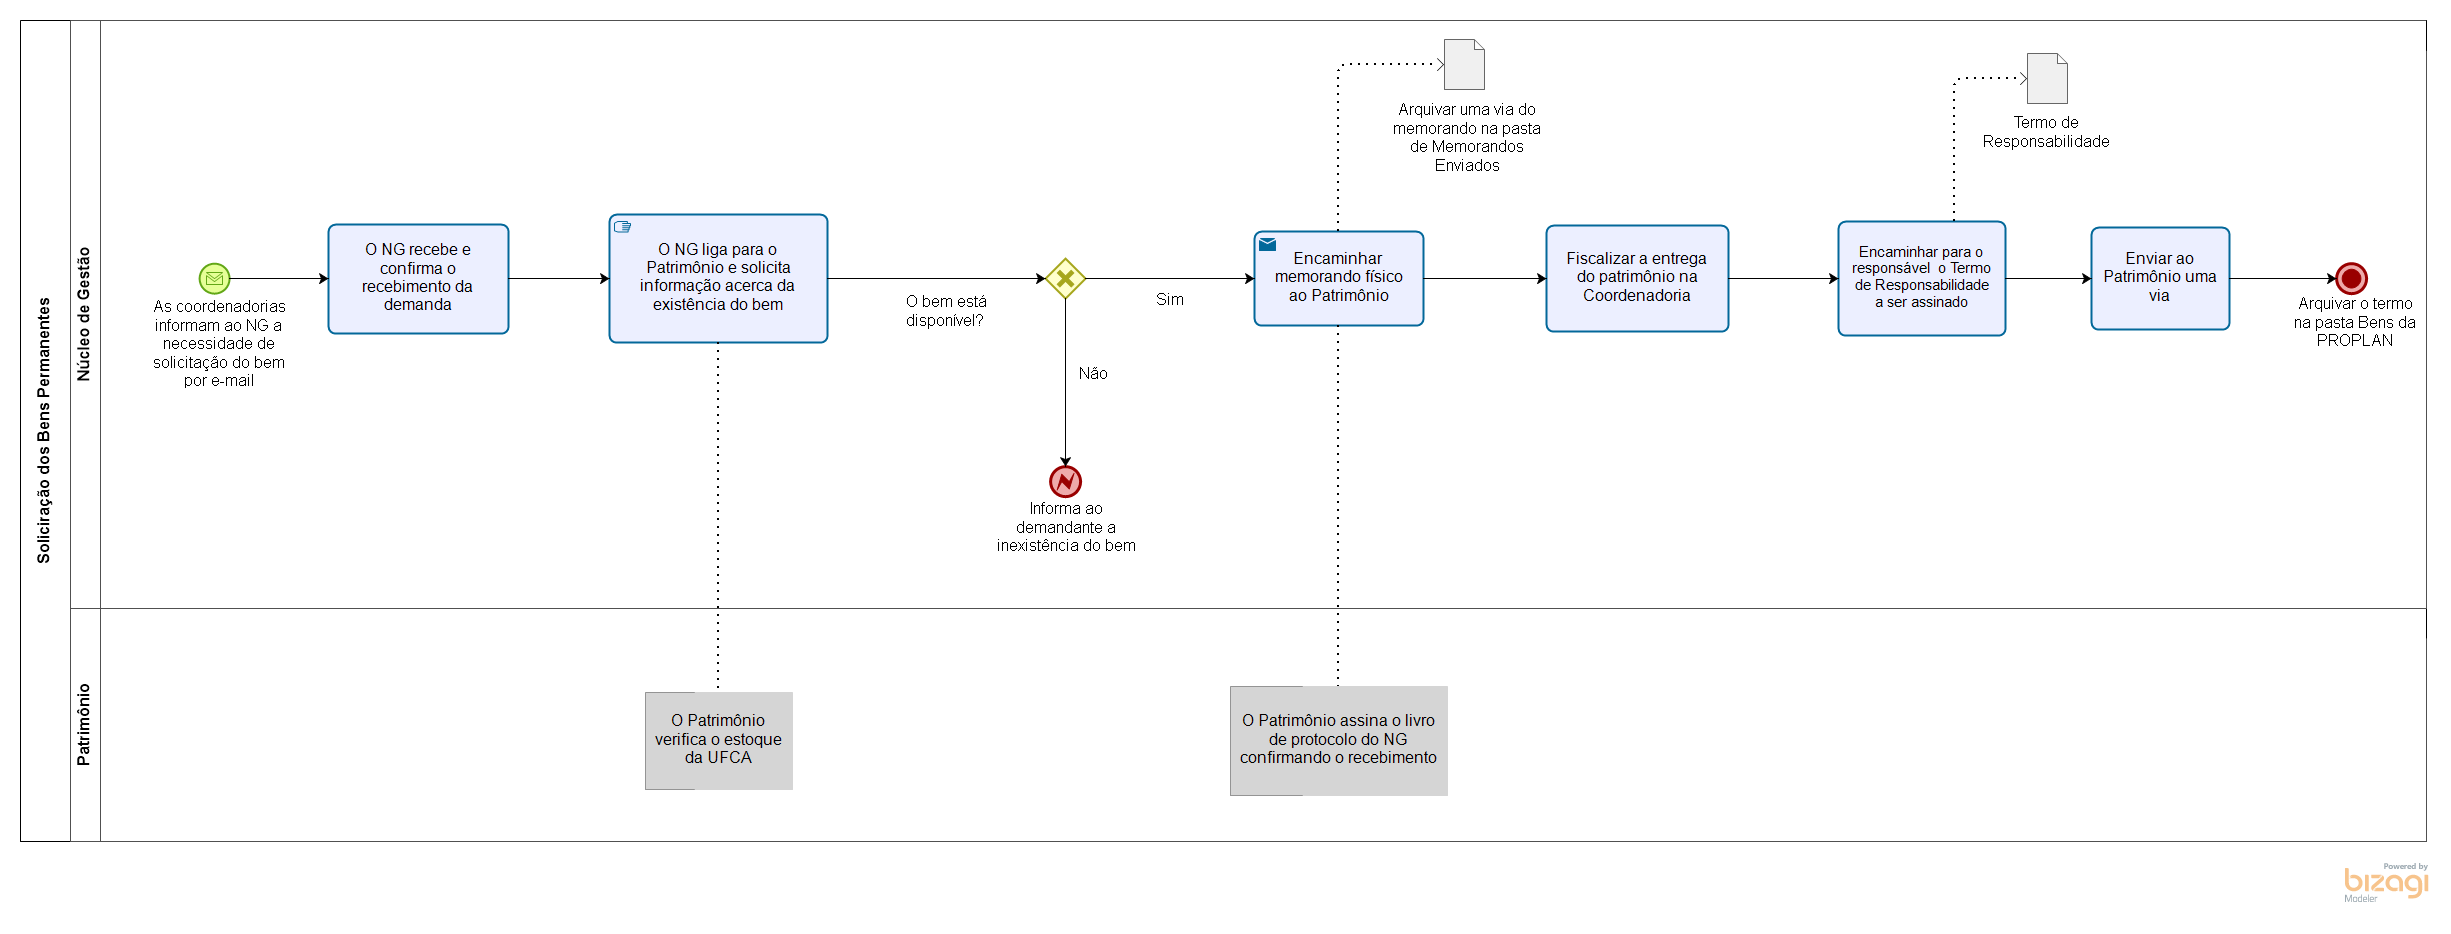 Soliciração dos Bens Permanentes
Núcleo de Gestão
As coordenadorias
informam ao NG a
necessidade de
solicitação do bem
por e-mail
O NG recebe e
confirma o
recebimento da
demanda
O NG liga para o
Patrimônio e solicita
informação acerca da
existência do bem
O bem está
disponível?
Sim
Não
Informa ao
demandante a
inexistência do bem
Encaminhar
memorando físico
ao Patrimônio
Arquivar uma via do
memorando na pasta
de Memorandos
Enviados
Fiscalizar a entrega
do patrimônio na
Coordenadoria
Encaminhar para o
responsável o Termo
de Responsabilidade
a ser assinado
Termo de
Responsabilidade
Enviar ao
Patrimônio uma
via
Arquivar o termo
na pasta Bens da
PROPLAN
Patrimônio
O Patrimônio
verifica o estoque
da UFCA
O Patrimônio assina o livro
de protocolo do NG
confirmando o recebimento
Powered by
bizagi
Modeler